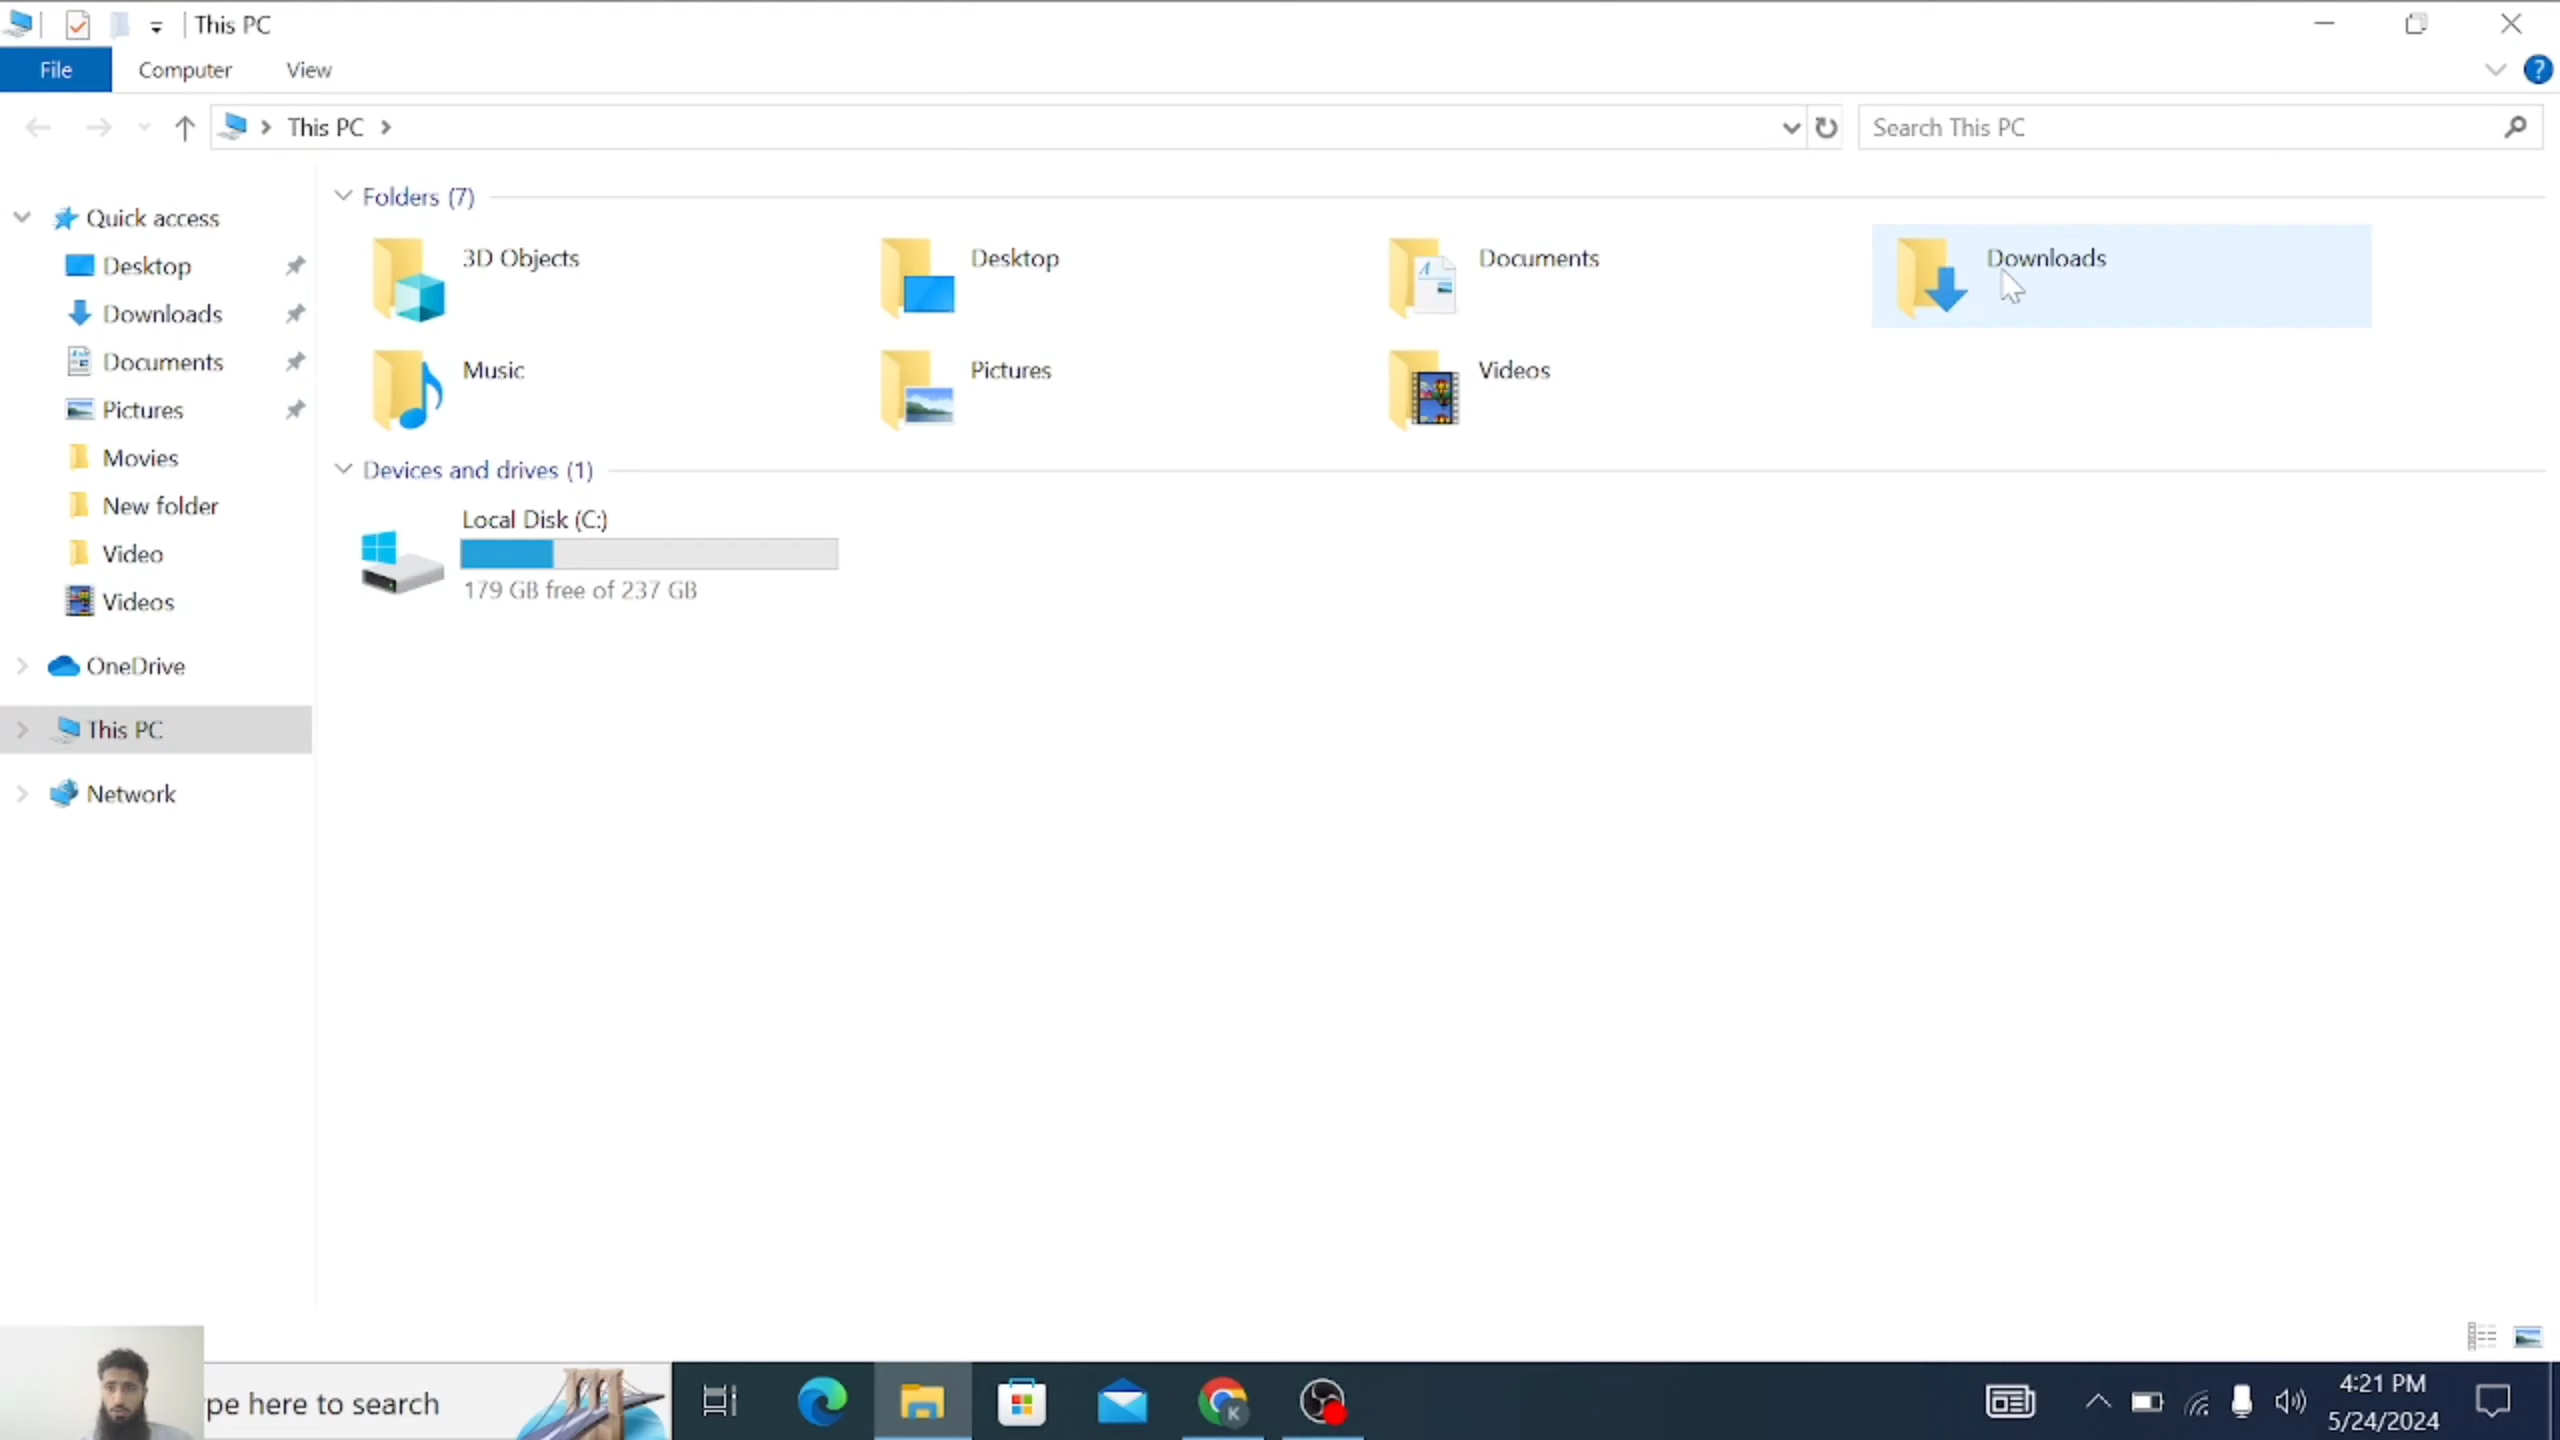 This PC
File Computer View
This PC
Search This PC
Quick access
Desktop
Downloads
Documents
Pictures
Movies
New folder
Video
Videos
OneDrive
This PC
Network
Folders (7)
3D Objects
Desktop
Documents
Downloads
Music
Pictures
Videos
Devices and drives (1)
Local Disk (C:)
179 GB free of 237 GB
pe here to search
K
4:21 PM
5/24/2024